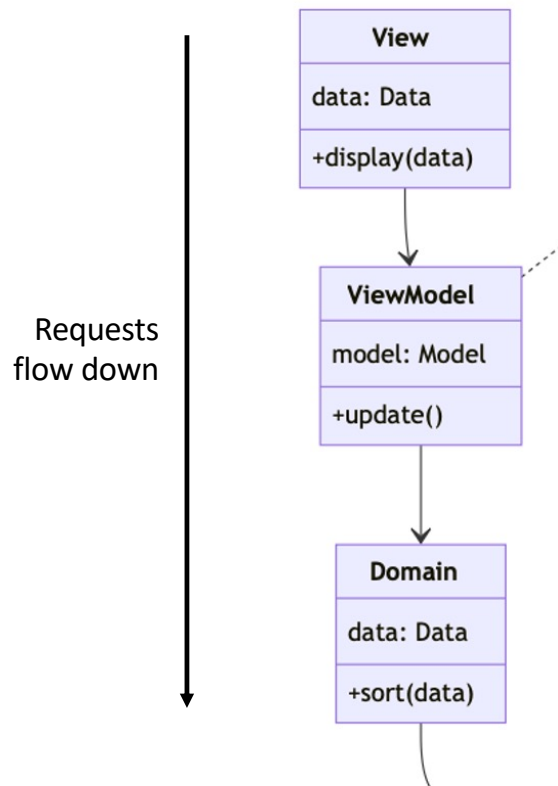 View
data: Data
+display(data)
ViewModel
Requests
flow down
model: Model
+update()
Domain
data: Data
+sort(data)